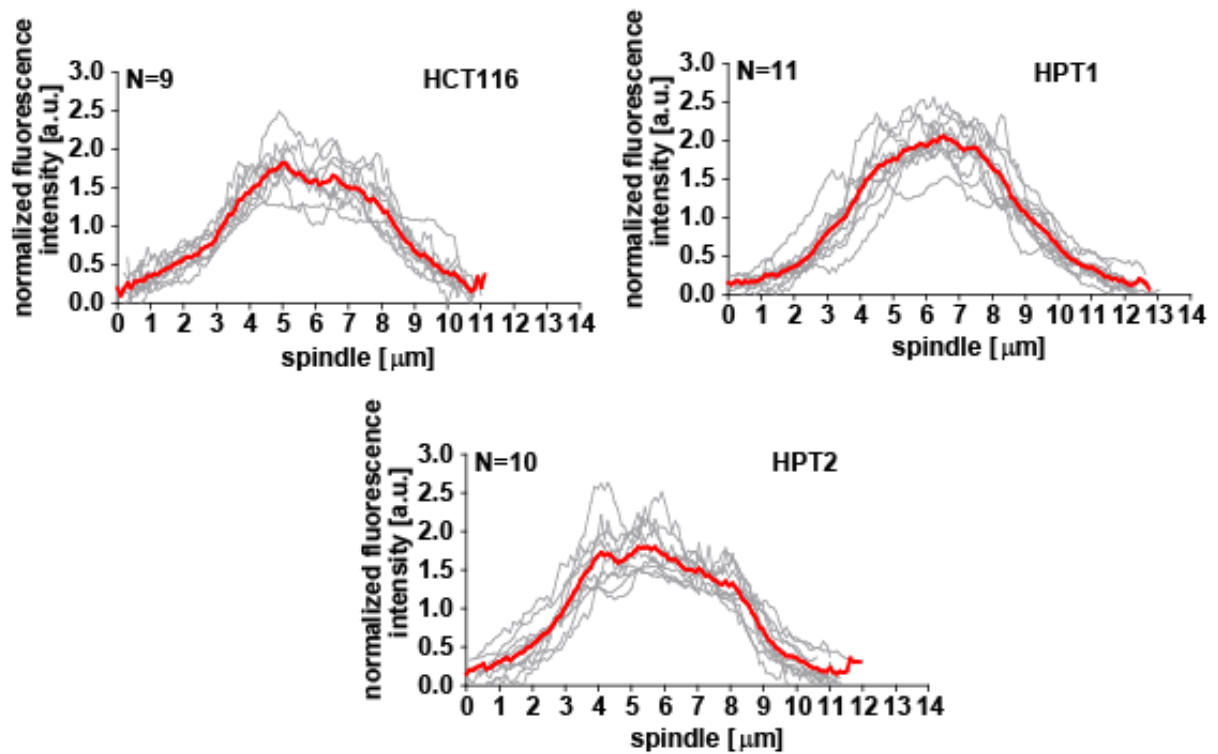 normalized fluorescence
intensity [a.u.]
3.0
2.5
2.0
1.5
1.0
0.5
0.0
N=9
HCT116
0 1 2 3 4 5 6 7 8 9 10 11 12 13 14
spindle [μm]
normalized fluorescence
intensity [a.u.]
3.0
2.5
2.0
1.5
1.0
0.5
0.0
N=11
HPT1
0 1 2 3 4 5 6 7 8 9 10 11 12 13 14
spindle [μm]
normalized fluorescence
intensity [a.u.]
3.0
2.5
2.0
1.5
1.0
0.5
0.0
N=10
HPT2
0 1 2 3 4 5 6 7 8 9 10 11 12 13 14
spindle [μm]